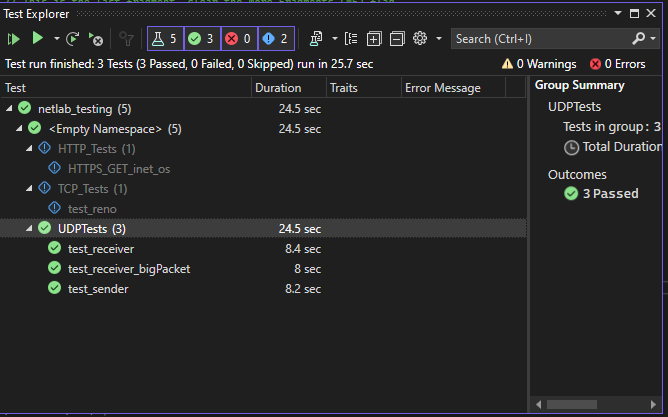 Test Explorer
5 3 0 2 Search (Ctrl+I)
Test run finished: 3 Tests (3 Passed, 0 Failed, 0 Skipped) run in 25.7 sec 0 Warnings 0 Errors
Test Duration Traits Error Message
netlab_testing (5) 24.5 sec
<Empty Namespace> (5) 24.5 sec
HTTP_Tests (1)
HTTPS_GET_inet_os
TCP_Tests (1)
test_reno
UDPTests (3) 24.5 sec
test_receiver 8.4 sec
test_receiver_bigPacket 8 sec
test_sender 8.2 sec
Group Summary
UDPTests
Tests in group: 3
Total Duration
Outcomes
3 Passed